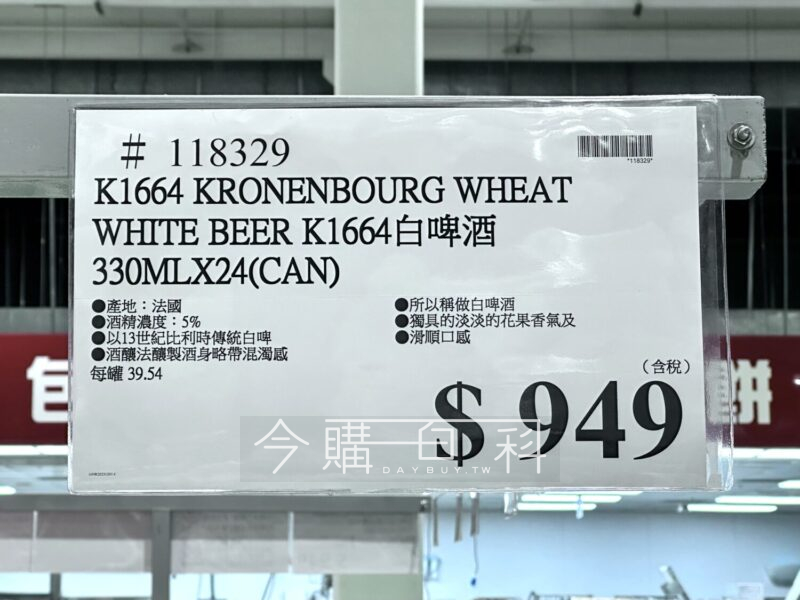 # 118329
*118329*
K1664 KRONENBOURG WHEAT
WHITE BEER K1664白啤酒
330MLX24(CAN)
●產地：法國
●酒精濃度：5%
●以13世紀比利時傳統白啤
●酒釀法釀製酒身略帶混濁感
每罐 39.54
●所以稱做白啤酒
●獨具的淡淡的花果香氣及
●滑順口感
（含稅）
$ 949
今購百科
DAYBUY.TW
包
餅